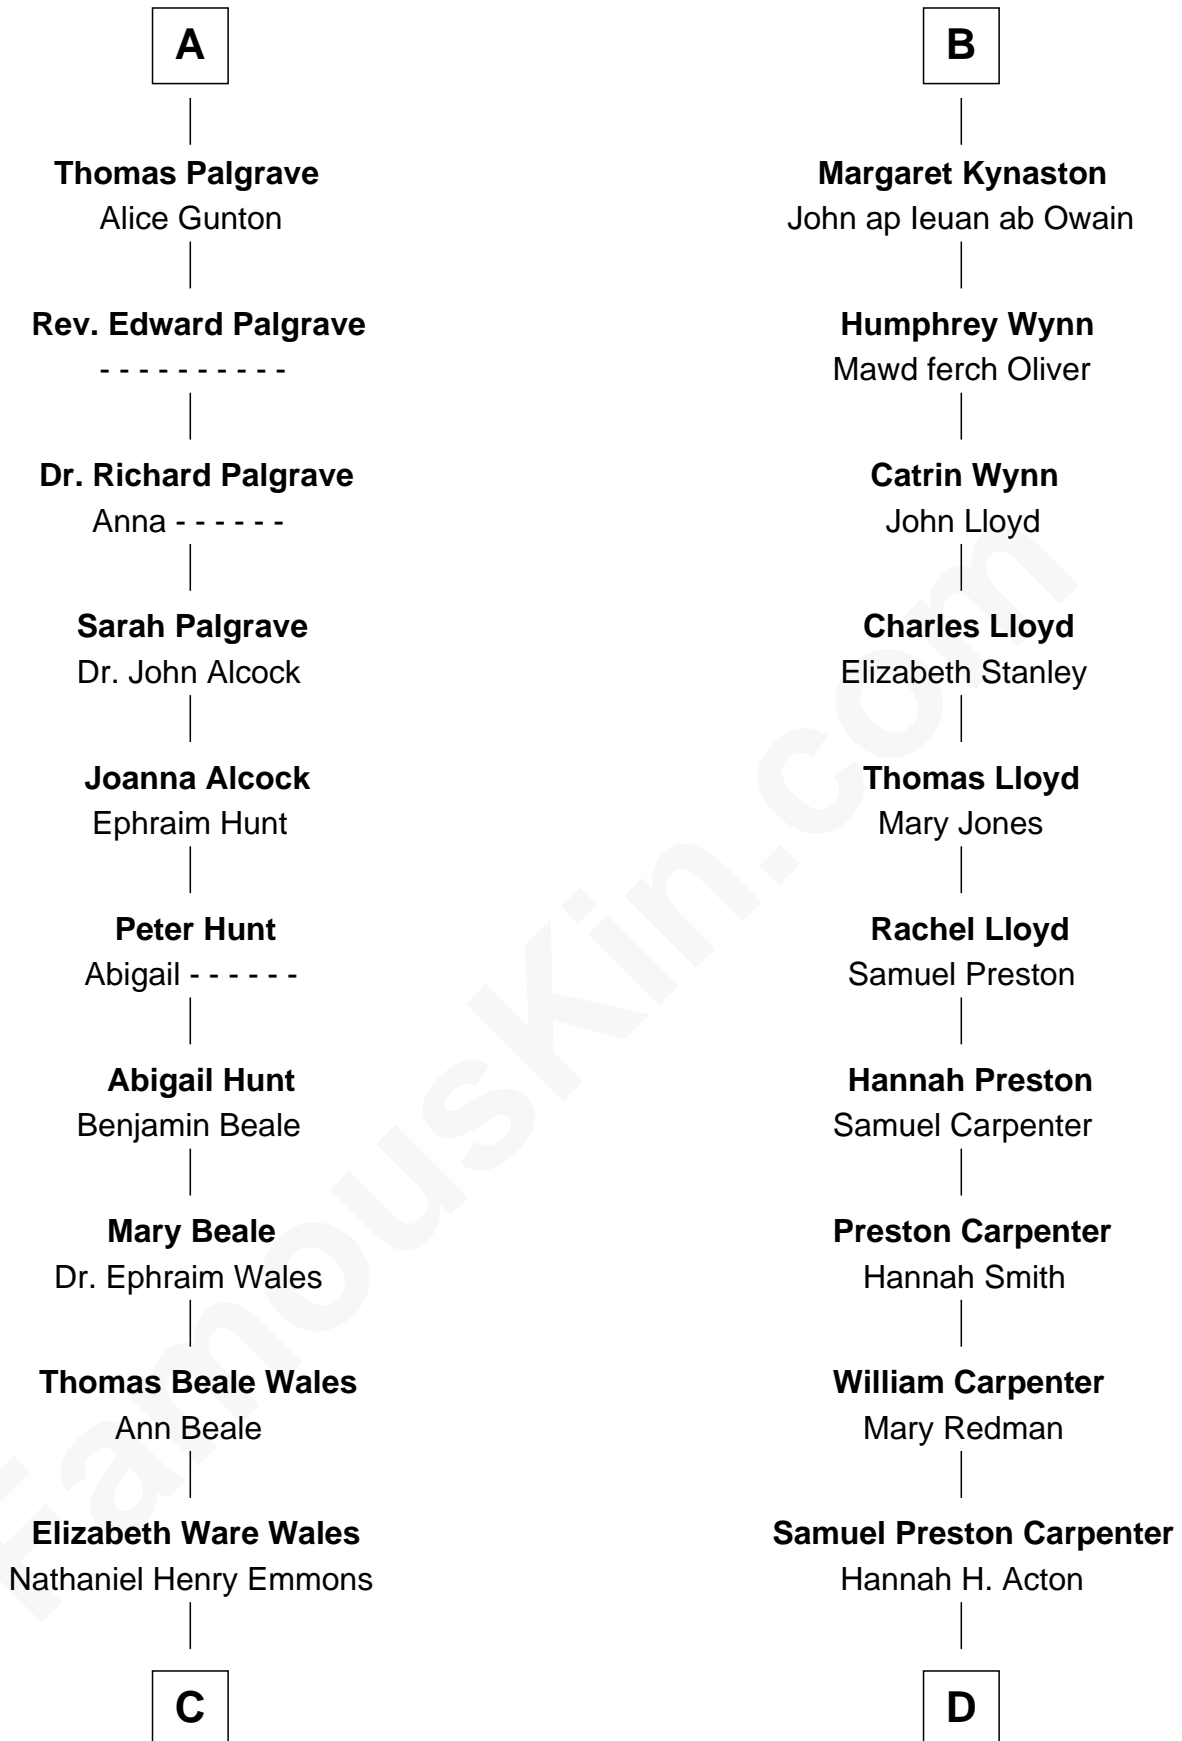 A
Thomas Palgrave
Alice Gunton
Rev. Edward Palgrave
- - - - - - - - - -
Dr. Richard Palgrave
Anna - - - - - -
Sarah Palgrave
Dr. John Alcock
Joanna Alcock
Ephraim Hunt
Peter Hunt
Abigail - - - - - -
Abigail Hunt
Benjamin Beale
Mary Beale
Dr. Ephraim Wales
Thomas Beale Wales
Ann Beale
Elizabeth Ware Wales
Nathaniel Henry Emmons
C
B
Margaret Kynaston
John ap Ieuan ab Owain
Humphrey Wynn
Mawd ferch Oliver
Catrin Wynn
John Lloyd
Charles Lloyd
Elizabeth Stanley
Thomas Lloyd
Mary Jones
Rachel Lloyd
Samuel Preston
Hannah Preston
Samuel Carpenter
Preston Carpenter
Hannah Smith
William Carpenter
Mary Redman
Samuel Preston Carpenter
Hannah H. Acton
D
FamousKin.com